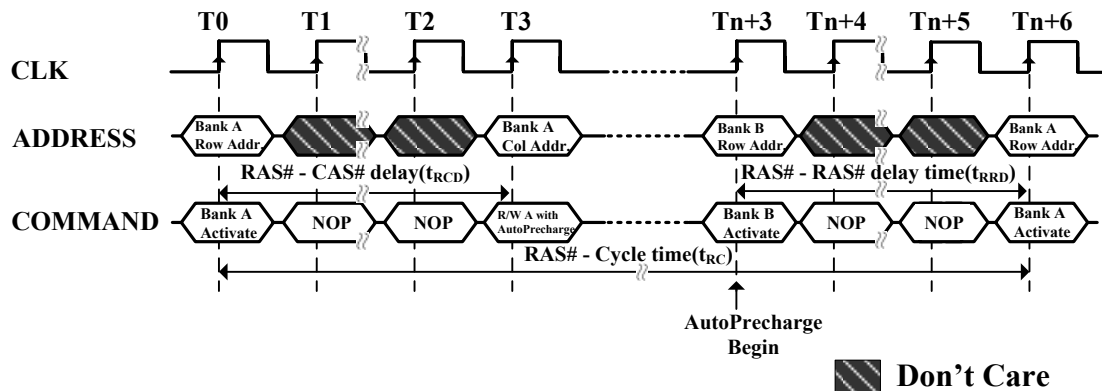 T0 T1 T2 T3 Tn+3 Tn+4 Tn+5 Tn+6
CLK
ADDRESS
Bank A
Row Addr.
Bank A
Col Addr.
Bank B
Row Addr.
Bank A
Row Addr.
RAS# - CAS# delay(tRCD)
RAS# - RAS# delay time(tRRD)
COMMAND
Bank A
Activate
NOP
NOP
R/W A with
AutoPrecharge
Bank B
Activate
NOP
NOP
Bank A
Activate
RAS# - Cycle time(tRC)
AutoPrecharge
Begin
Don't Care